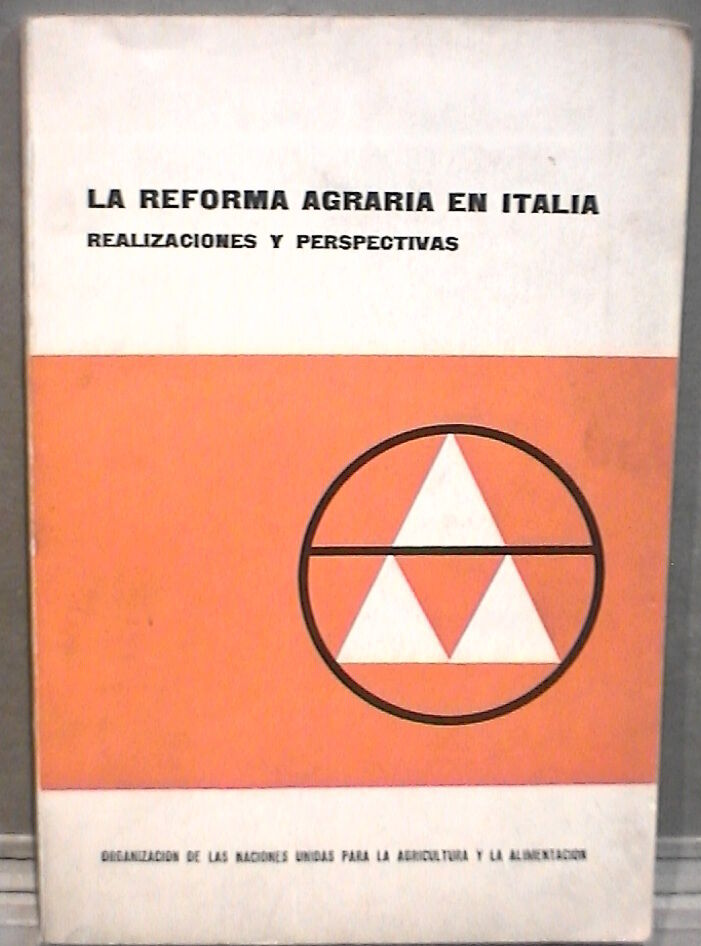 LA REFORMA AGRARIA EN ITALIA
REALIZACIONES Y PERSPECTIVAS
ORGANIZACION DE LAS NACIONES UNIDAS PARA LA AGRICULTURA Y LA ALIMENTACION